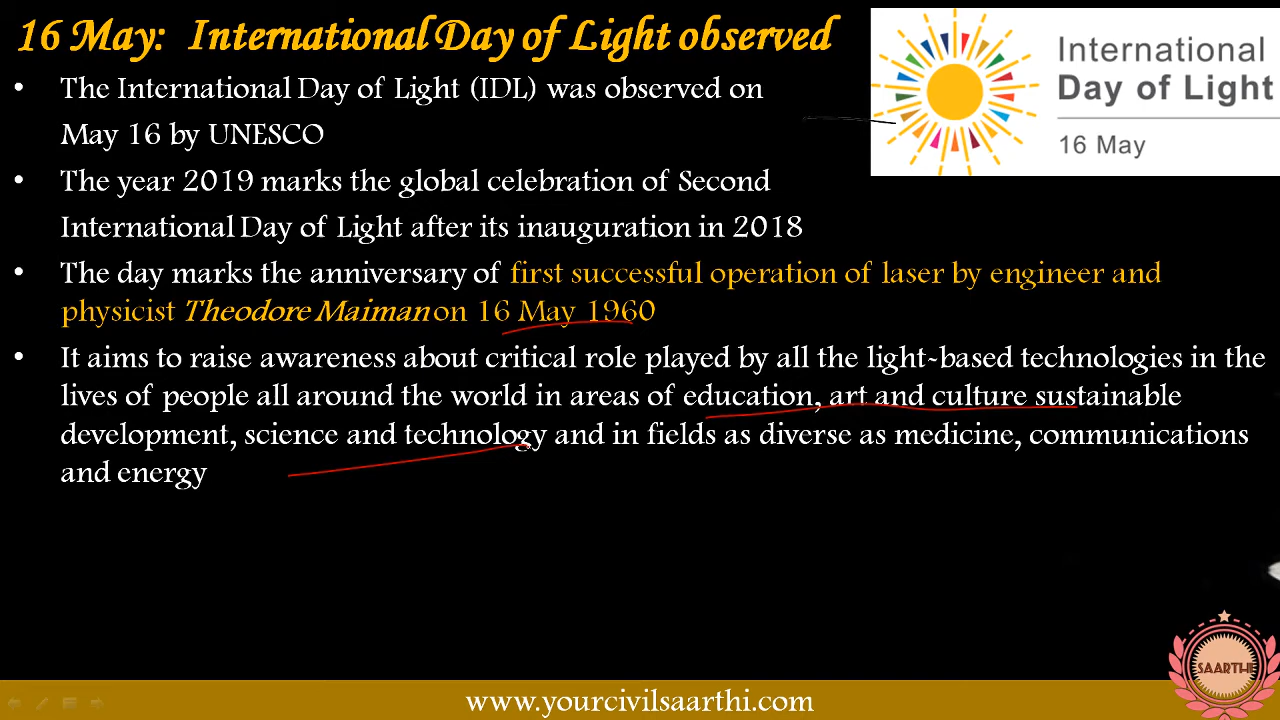 16 May: International Day of Light observed
International
Day of Light
16 May
• The International Day of Light (IDL) was observed on
May 16 by UNESCO
• The year 2019 marks the global celebration of Second
International Day of Light after its inauguration in 2018
• The day marks the anniversary of first successful operation of laser by engineer and
physicist Theodore Maiman on 16 May 1960
• It aims to raise awareness about critical role played by all the light-based technologies in the
lives of people all around the world in areas of education, art and culture sustainable
development, science and technology and in fields as diverse as medicine, communications
and energy
SAARTHI
www.yourcivilsaarthi.com